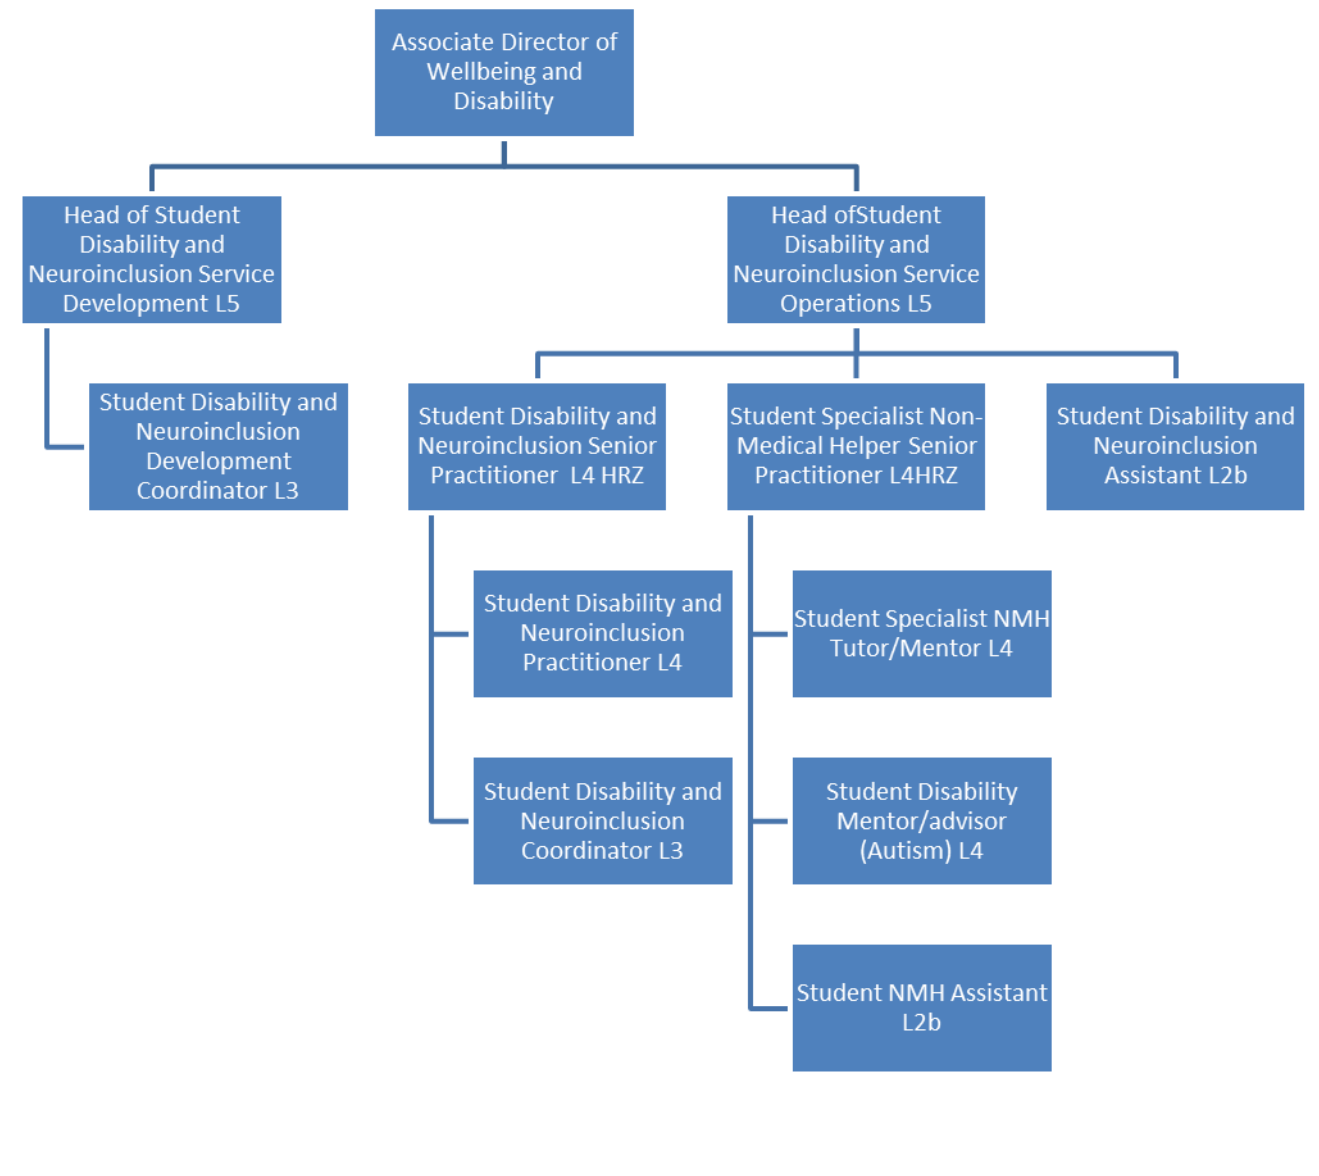 Associate Director of
Wellbeing and
Disability
Head of Student
Disability and
Neuroinclusion Service
Development L5
Head ofStudent
Disability and
Neuroinclusion Service
Operations L5
Student Disability and
Neuroinclusion
Development
Coordinator L3
Student Disability and
Neuroinclusion Senior
Practitioner  L4 HRZ
Student Specialist Non-
Medical Helper Senior
Practitioner L4HRZ
Student Disability and
Neuroinclusion
Assistant L2b
Student Disability and
Neuroinclusion
Practitioner L4
Student Specialist NMH
Tutor/Mentor L4
Student Disability and
Neuroinclusion
Coordinator L3
Student Disability
Mentor/advisor
(Autism) L4
Student NMH Assistant
L2b